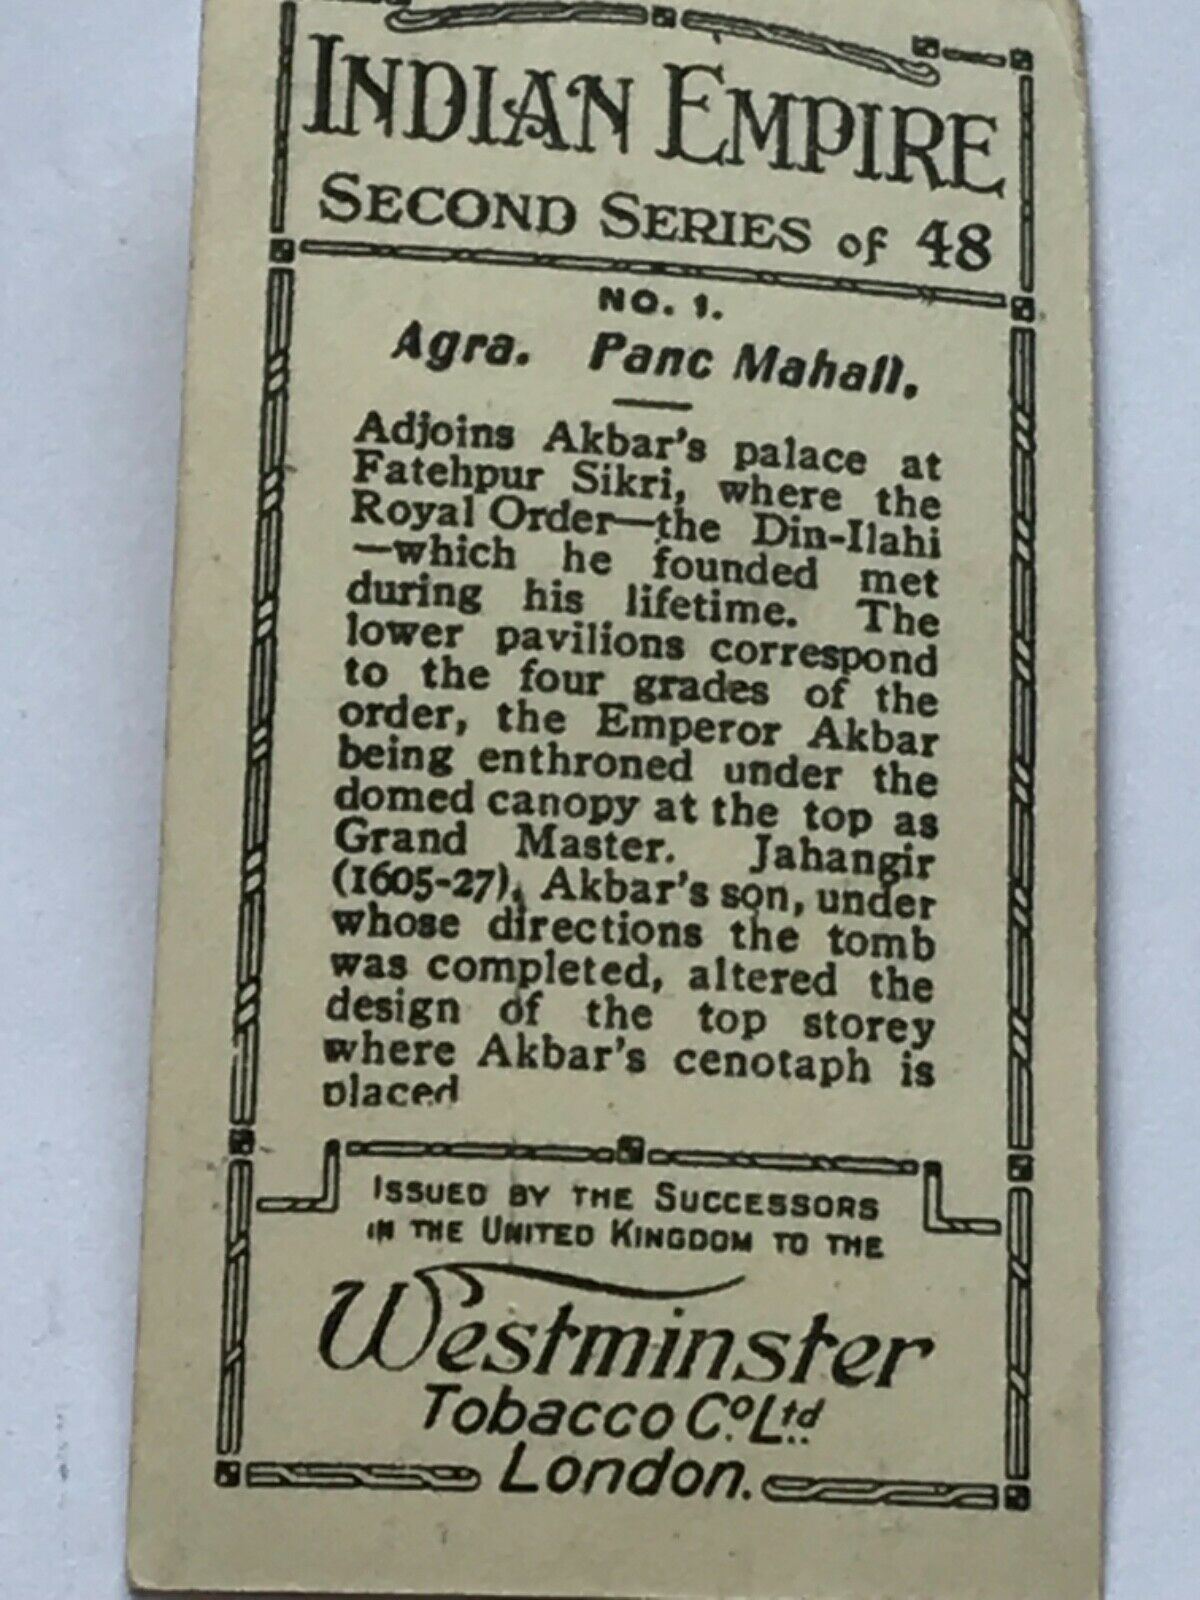 INDIAN EMPIRE
SECOND SERIES of 48
NO. 1.
Agra. Panc Mahall.
Adjoins Akbar's palace at
Fatehpur Sikri, where the
Royal Order—the Din-Ilahi
—which he founded met
during his lifetime. The
lower pavilions correspond
to the four grades of the
order, the Emperor Akbar
being enthroned under the
domed canopy at the top as
Grand Master. Jahangir
(1605-27), Akbar's son, under
whose directions the tomb
was completed, altered the
design of the top storey
where Akbar's cenotaph is
placed
ISSUED BY THE SUCCESSORS
IN THE UNITED KINGDOM TO THE
Westminster
Tobacco Co. Ltd.
London.